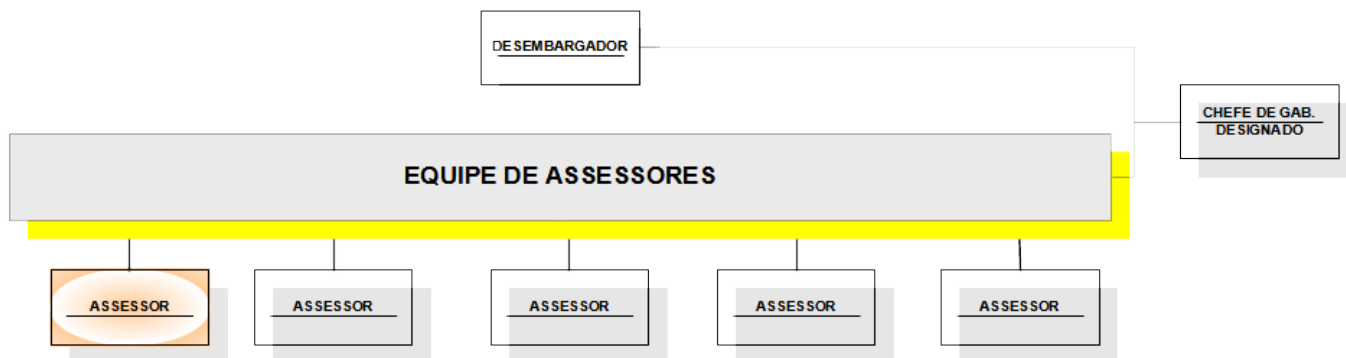 DESEMBARGADOR
CHEFE DE GAB.
DESIGNADO
EQUIPE DE ASSESSORES
ASSESSOR
ASSESSOR
ASSESSOR
ASSESSOR
ASSESSOR